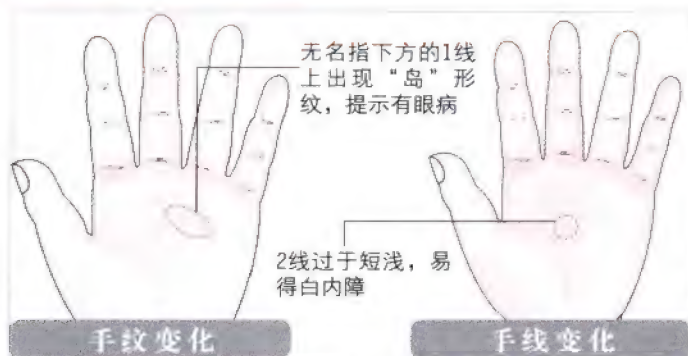 无名指下方的1线
上出现“岛”形
纹，提示有眼病
2线过于短浅，易
得白内障
手纹变化
手线变化